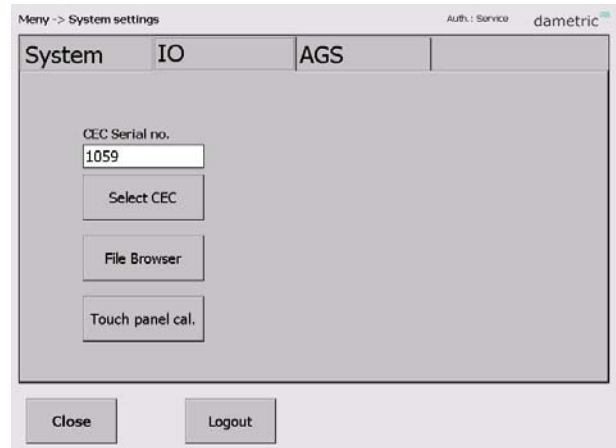 Meny -> System settings Auth.: Service dametric
System IO AGS
CEC Serial no.
1059
Select CEC
File Browser
Touch panel cal.
Close Logout